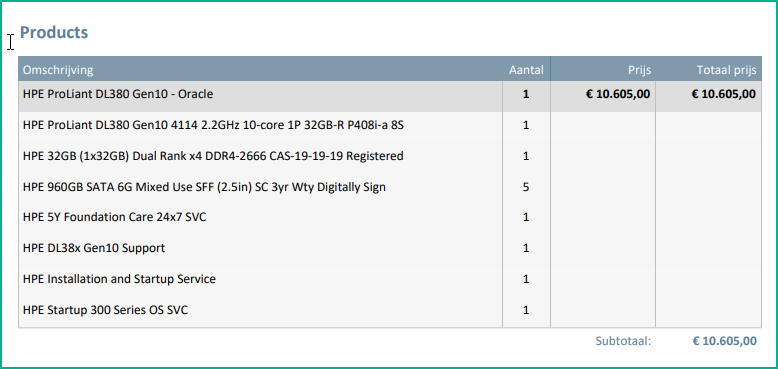 Products
Omschrijving Aantal Prijs Totaal prijs
HPE ProLiant DL380 Gen10 - Oracle 1 € 10.605,00 € 10.605,00
HPE ProLiant DL380 Gen10 4114 2.2GHz 10-core 1P 32GB-R P408i-a 8S 1
HPE 32GB (1x32GB) Dual Rank x4 DDR4-2666 CAS-19-19-19 Registered 1
HPE 960GB SATA 6G Mixed Use SFF (2.5in) SC 3yr Wty Digitally Sign 5
HPE 5Y Foundation Care 24x7 SVC 1
HPE DL38x Gen10 Support 1
HPE Installation and Startup Service 1
HPE Startup 300 Series OS SVC 1
Subtotaal: € 10.605,00